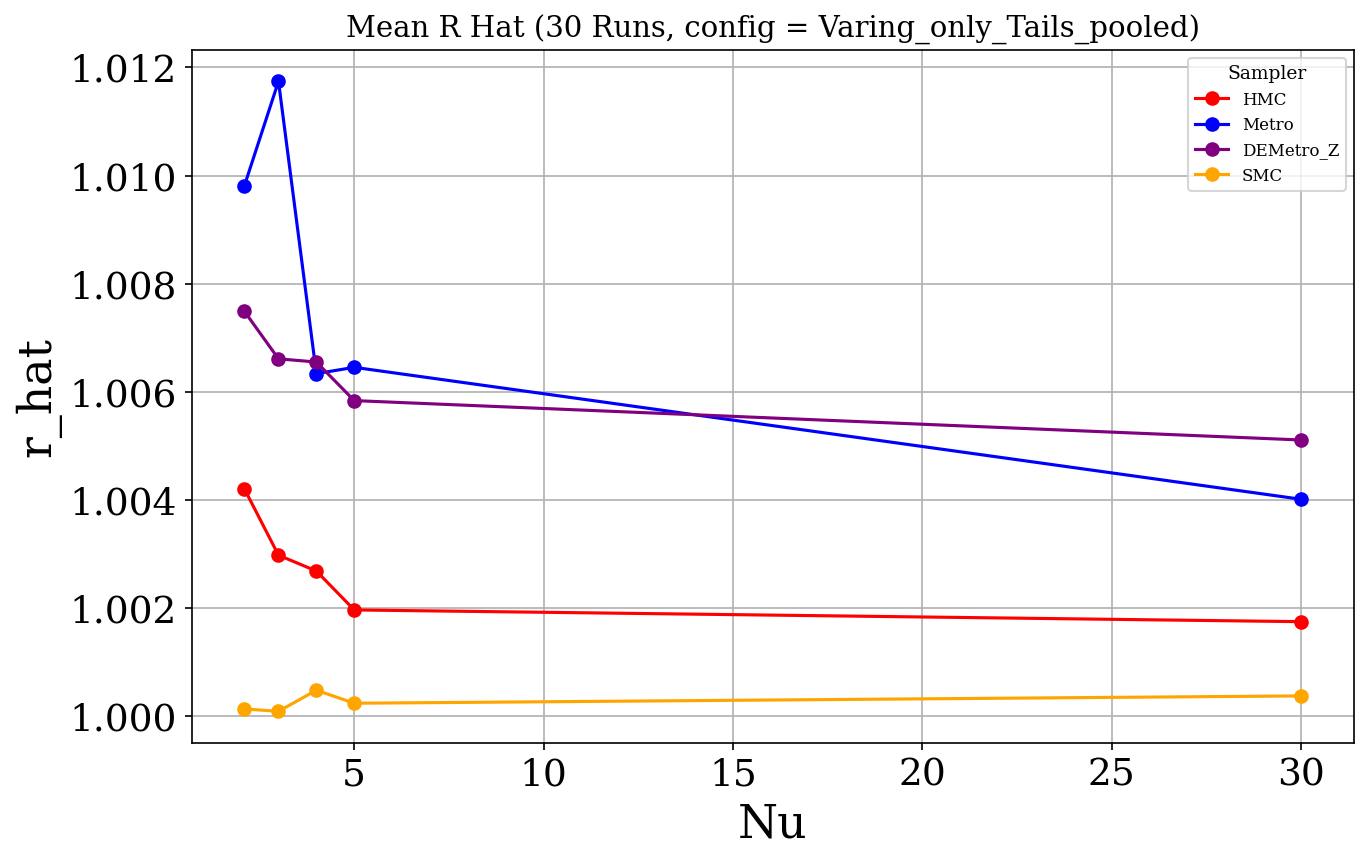 Mean R Hat (30 Runs, config = Varing_only_Tails_pooled)
1.012
1.010
1.008
1.006
1.004
1.002
1.000
r_hat
Sampler
HMC
Metro
DEMetro_Z
SMC
5
10
15
20
25
30
Nu